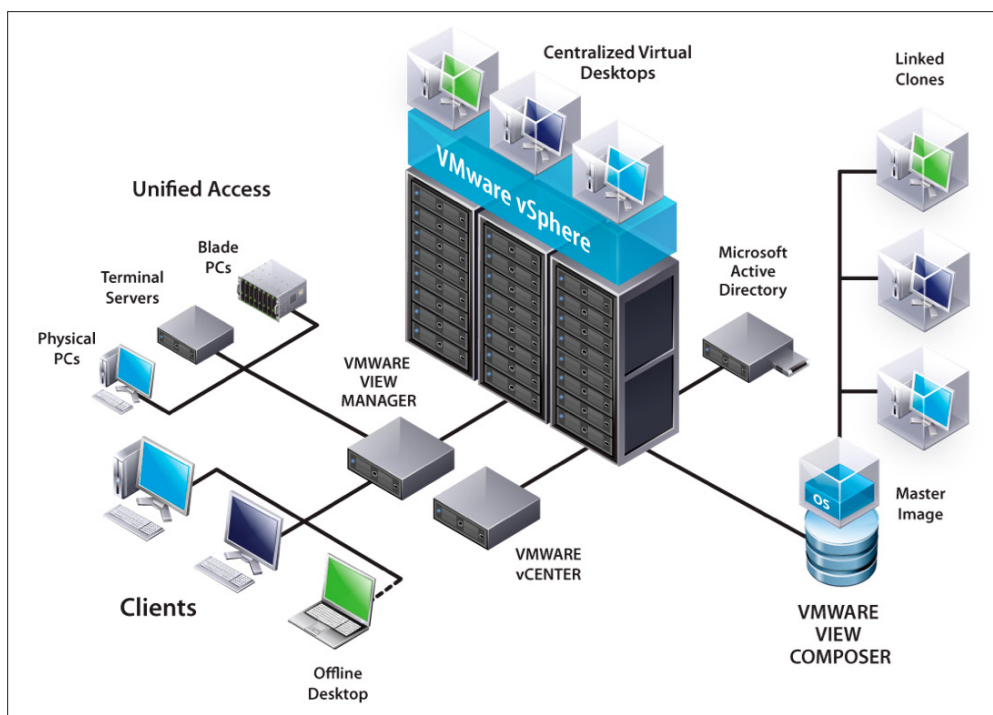 Centralized Virtual
Desktops
Linked
Clones
VMware vSphere
Unified Access
Blade
PCs
Terminal
Servers
Physical
PCs
Microsoft
Active
Directory
VMWARE
VIEW
MANAGER
OS
Master
Image
VMWARE
vCENTER
Clients
VMWARE
VIEW
COMPOSER
Offline
Desktop